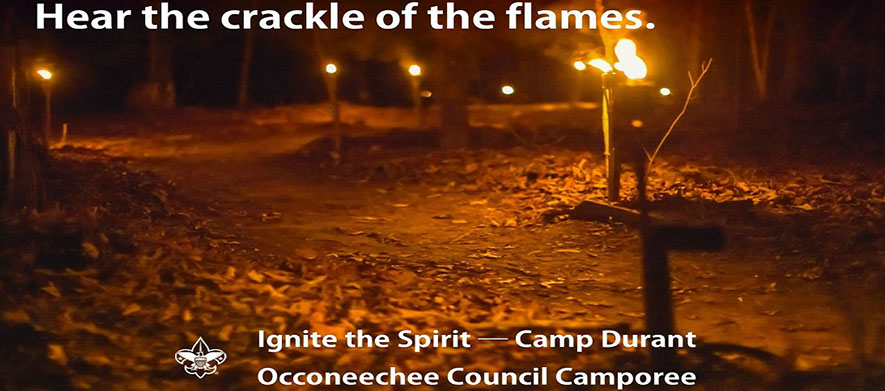 Hear the crackle of the flames.
Ignite the Spirit — Camp Durant
Occoneechee Council Camporee